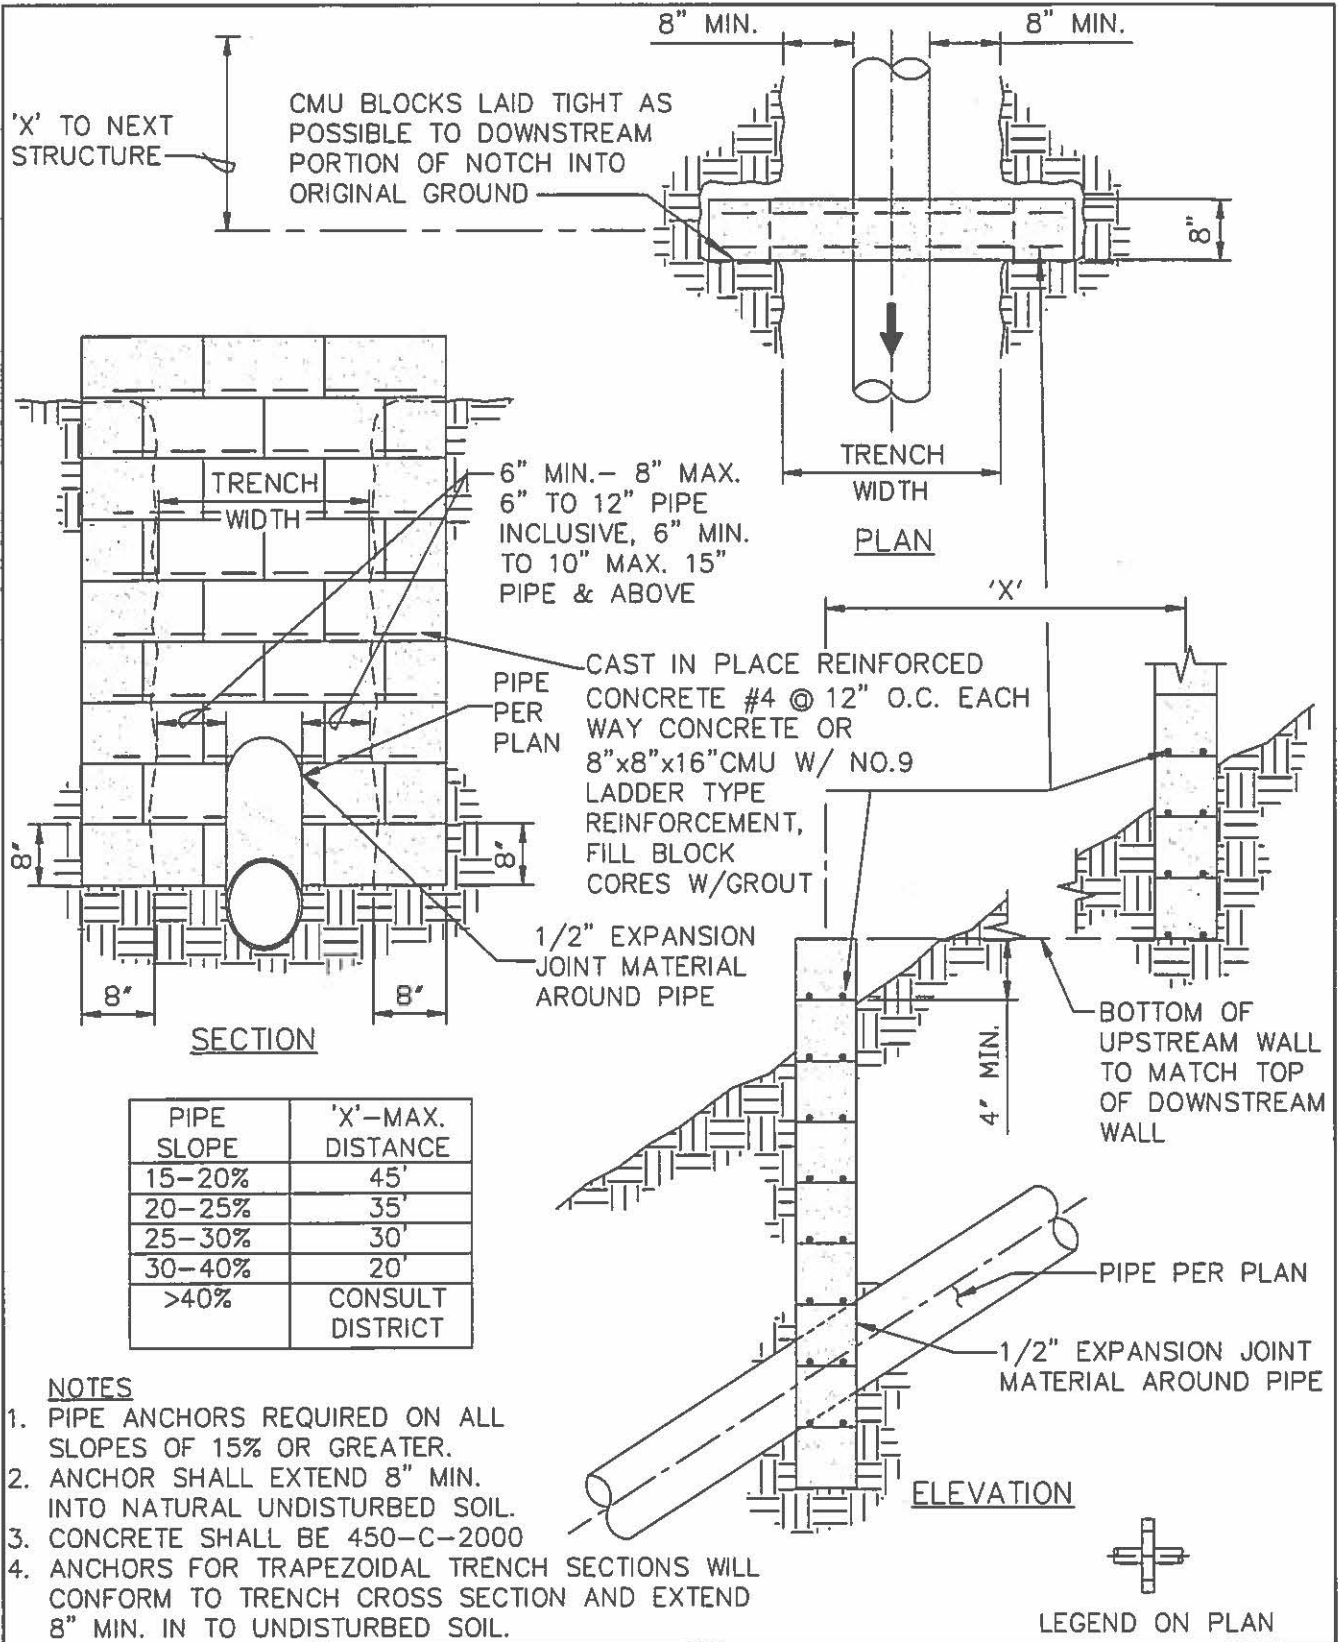 8" MIN.
8" MIN.
'X' TO NEXT
STRUCTURE
CMU BLOCKS LAID TIGHT AS
POSSIBLE TO DOWNSTREAM
PORTION OF NOTCH INTO
ORIGINAL GROUND
8"
TRENCH
WIDTH
PLAN
TRENCH
WIDTH
6" MIN.- 8" MAX.
6" TO 12" PIPE
INCLUSIVE, 6" MIN.
TO 10" MAX. 15"
PIPE & ABOVE
'X'
PIPE
PER
PLAN
CAST IN PLACE REINFORCED
CONCRETE #4 @ 12" O.C. EACH
WAY CONCRETE OR
8"x8"x16"CMU W/ NO.9
LADDER TYPE
REINFORCEMENT,
FILL BLOCK
CORES W/GROUT
8"
8"
1/2" EXPANSION
JOINT MATERIAL
AROUND PIPE
8"
8"
SECTION
4" MIN.
BOTTOM OF
UPSTREAM WALL
TO MATCH TOP
OF DOWNSTREAM
WALL
PIPE SLOPE 'X'-MAX. DISTANCE
15-20% 45'
20-25% 35'
25-30% 30'
30-40% 20'
>40% CONSULT DISTRICT
PIPE PER PLAN
1/2" EXPANSION JOINT
MATERIAL AROUND PIPE
ELEVATION
NOTES
1. PIPE ANCHORS REQUIRED ON ALL
SLOPES OF 15% OR GREATER.
2. ANCHOR SHALL EXTEND 8" MIN.
INTO NATURAL UNDISTURBED SOIL.
3. CONCRETE SHALL BE 450-C-2000
4. ANCHORS FOR TRAPEZOIDAL TRENCH SECTIONS WILL
CONFORM TO TRENCH CROSS SECTION AND EXTEND
8" MIN. IN TO UNDISTURBED SOIL.
LEGEND ON PLAN